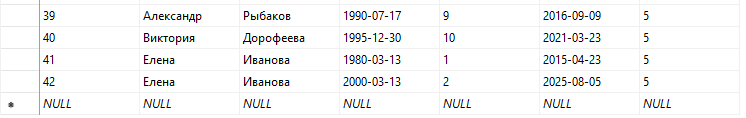 39 Александр Рыбаков 1990-07-17 9 2016-09-09 5
40 Виктория Дорофеева 1995-12-30 10 2021-03-23 5
41 Елена Иванова 1980-03-13 1 2015-04-23 5
42 Елена Иванова 2000-03-13 2 2025-08-05 5
NULL NULL NULL NULL NULL NULL NULL